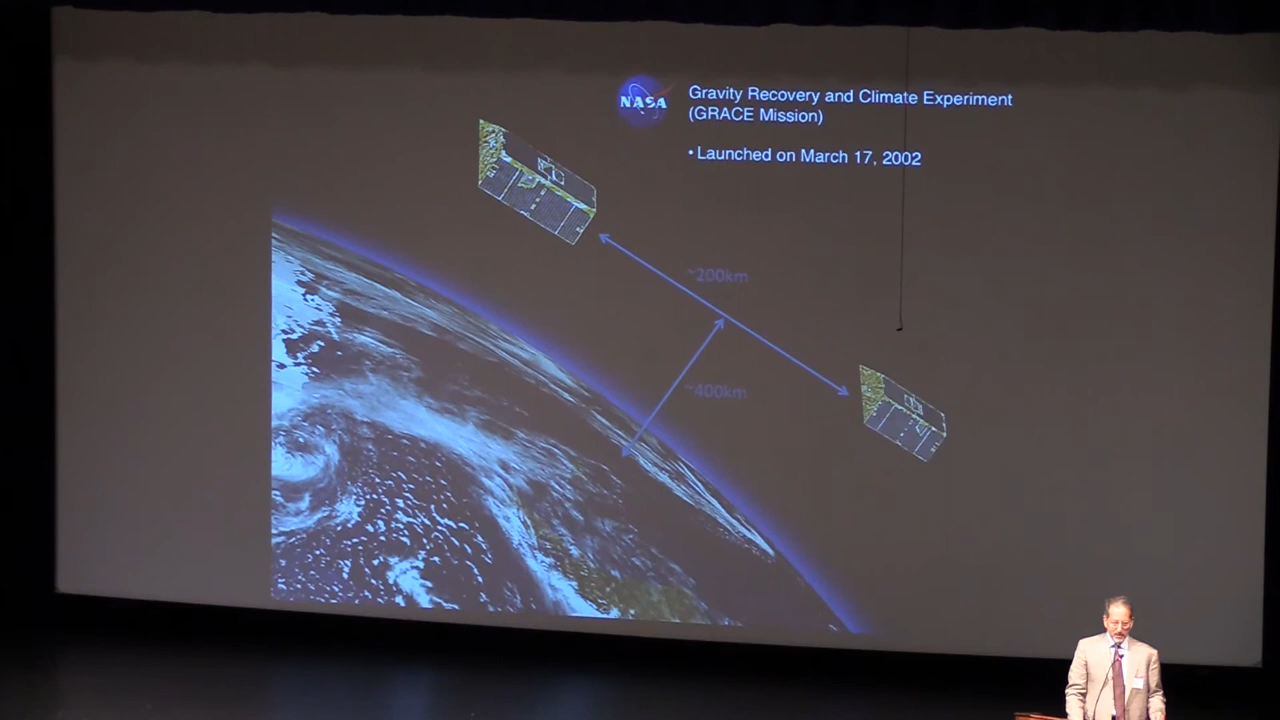 NASA
Gravity Recovery and Climate Experiment
(GRACE Mission)
• Launched on March 17, 2002
~200km
~400km